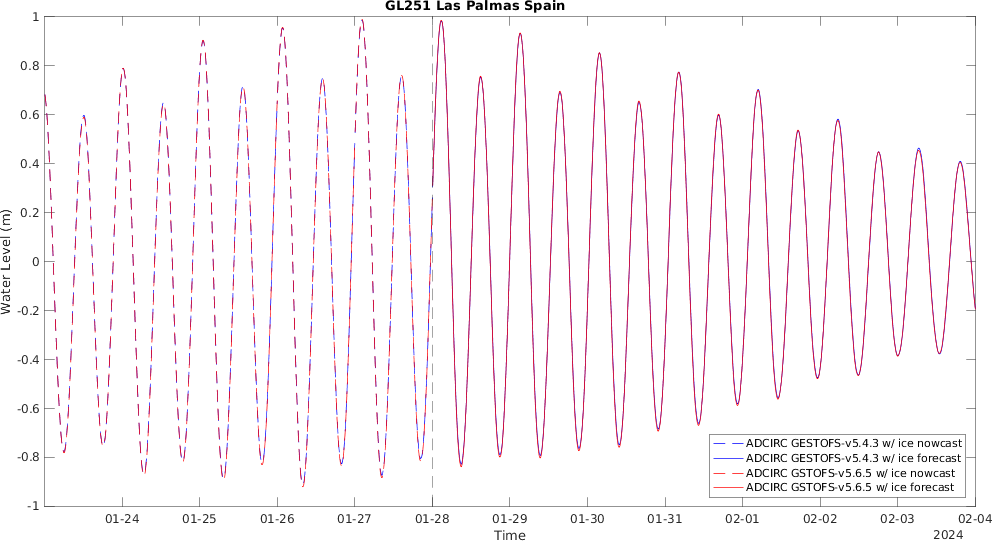 GL251 Las Palmas Spain
1
0.8
0.6
0.4
0.2
0
-0.2
-0.4
-0.6
-0.8
-1
Water Level (m)
ADCIRC GESTOFS-v5.4.3 w/ ice nowcast
ADCIRC GESTOFS-v5.4.3 w/ ice forecast
ADCIRC GSTOFS-v5.6.5 w/ ice nowcast
ADCIRC GSTOFS-v5.6.5 w/ ice forecast
01-24 01-25 01-26 01-27 01-28 01-29 01-30 01-31 02-01 02-02 02-03 02-04
Time
2024